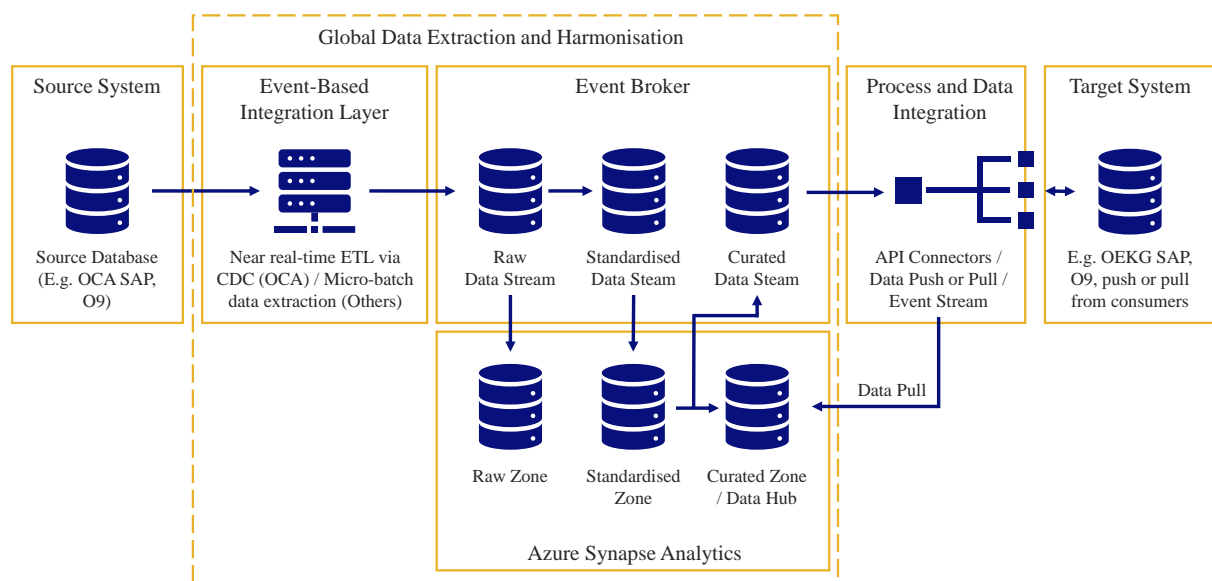 Global Data Extraction and Harmonisation
Source System
Event-Based
Integration Layer
Event Broker
Process and Data
Integration
Target System
Source Database
(E.g. OCA SAP,
O9)
Near real-time ETL via
CDC (OCA) / Micro-batch
data extraction (Others)
Raw
Data Stream
Standardised
Data Steam
Curated
Data Steam
API Connectors /
Data Push or Pull /
Event Stream
E.g. OEKG SAP,
O9, push or pull
from consumers
Data Pull
Raw Zone
Standardised
Zone
Curated Zone
/ Data Hub
Azure Synapse Analytics